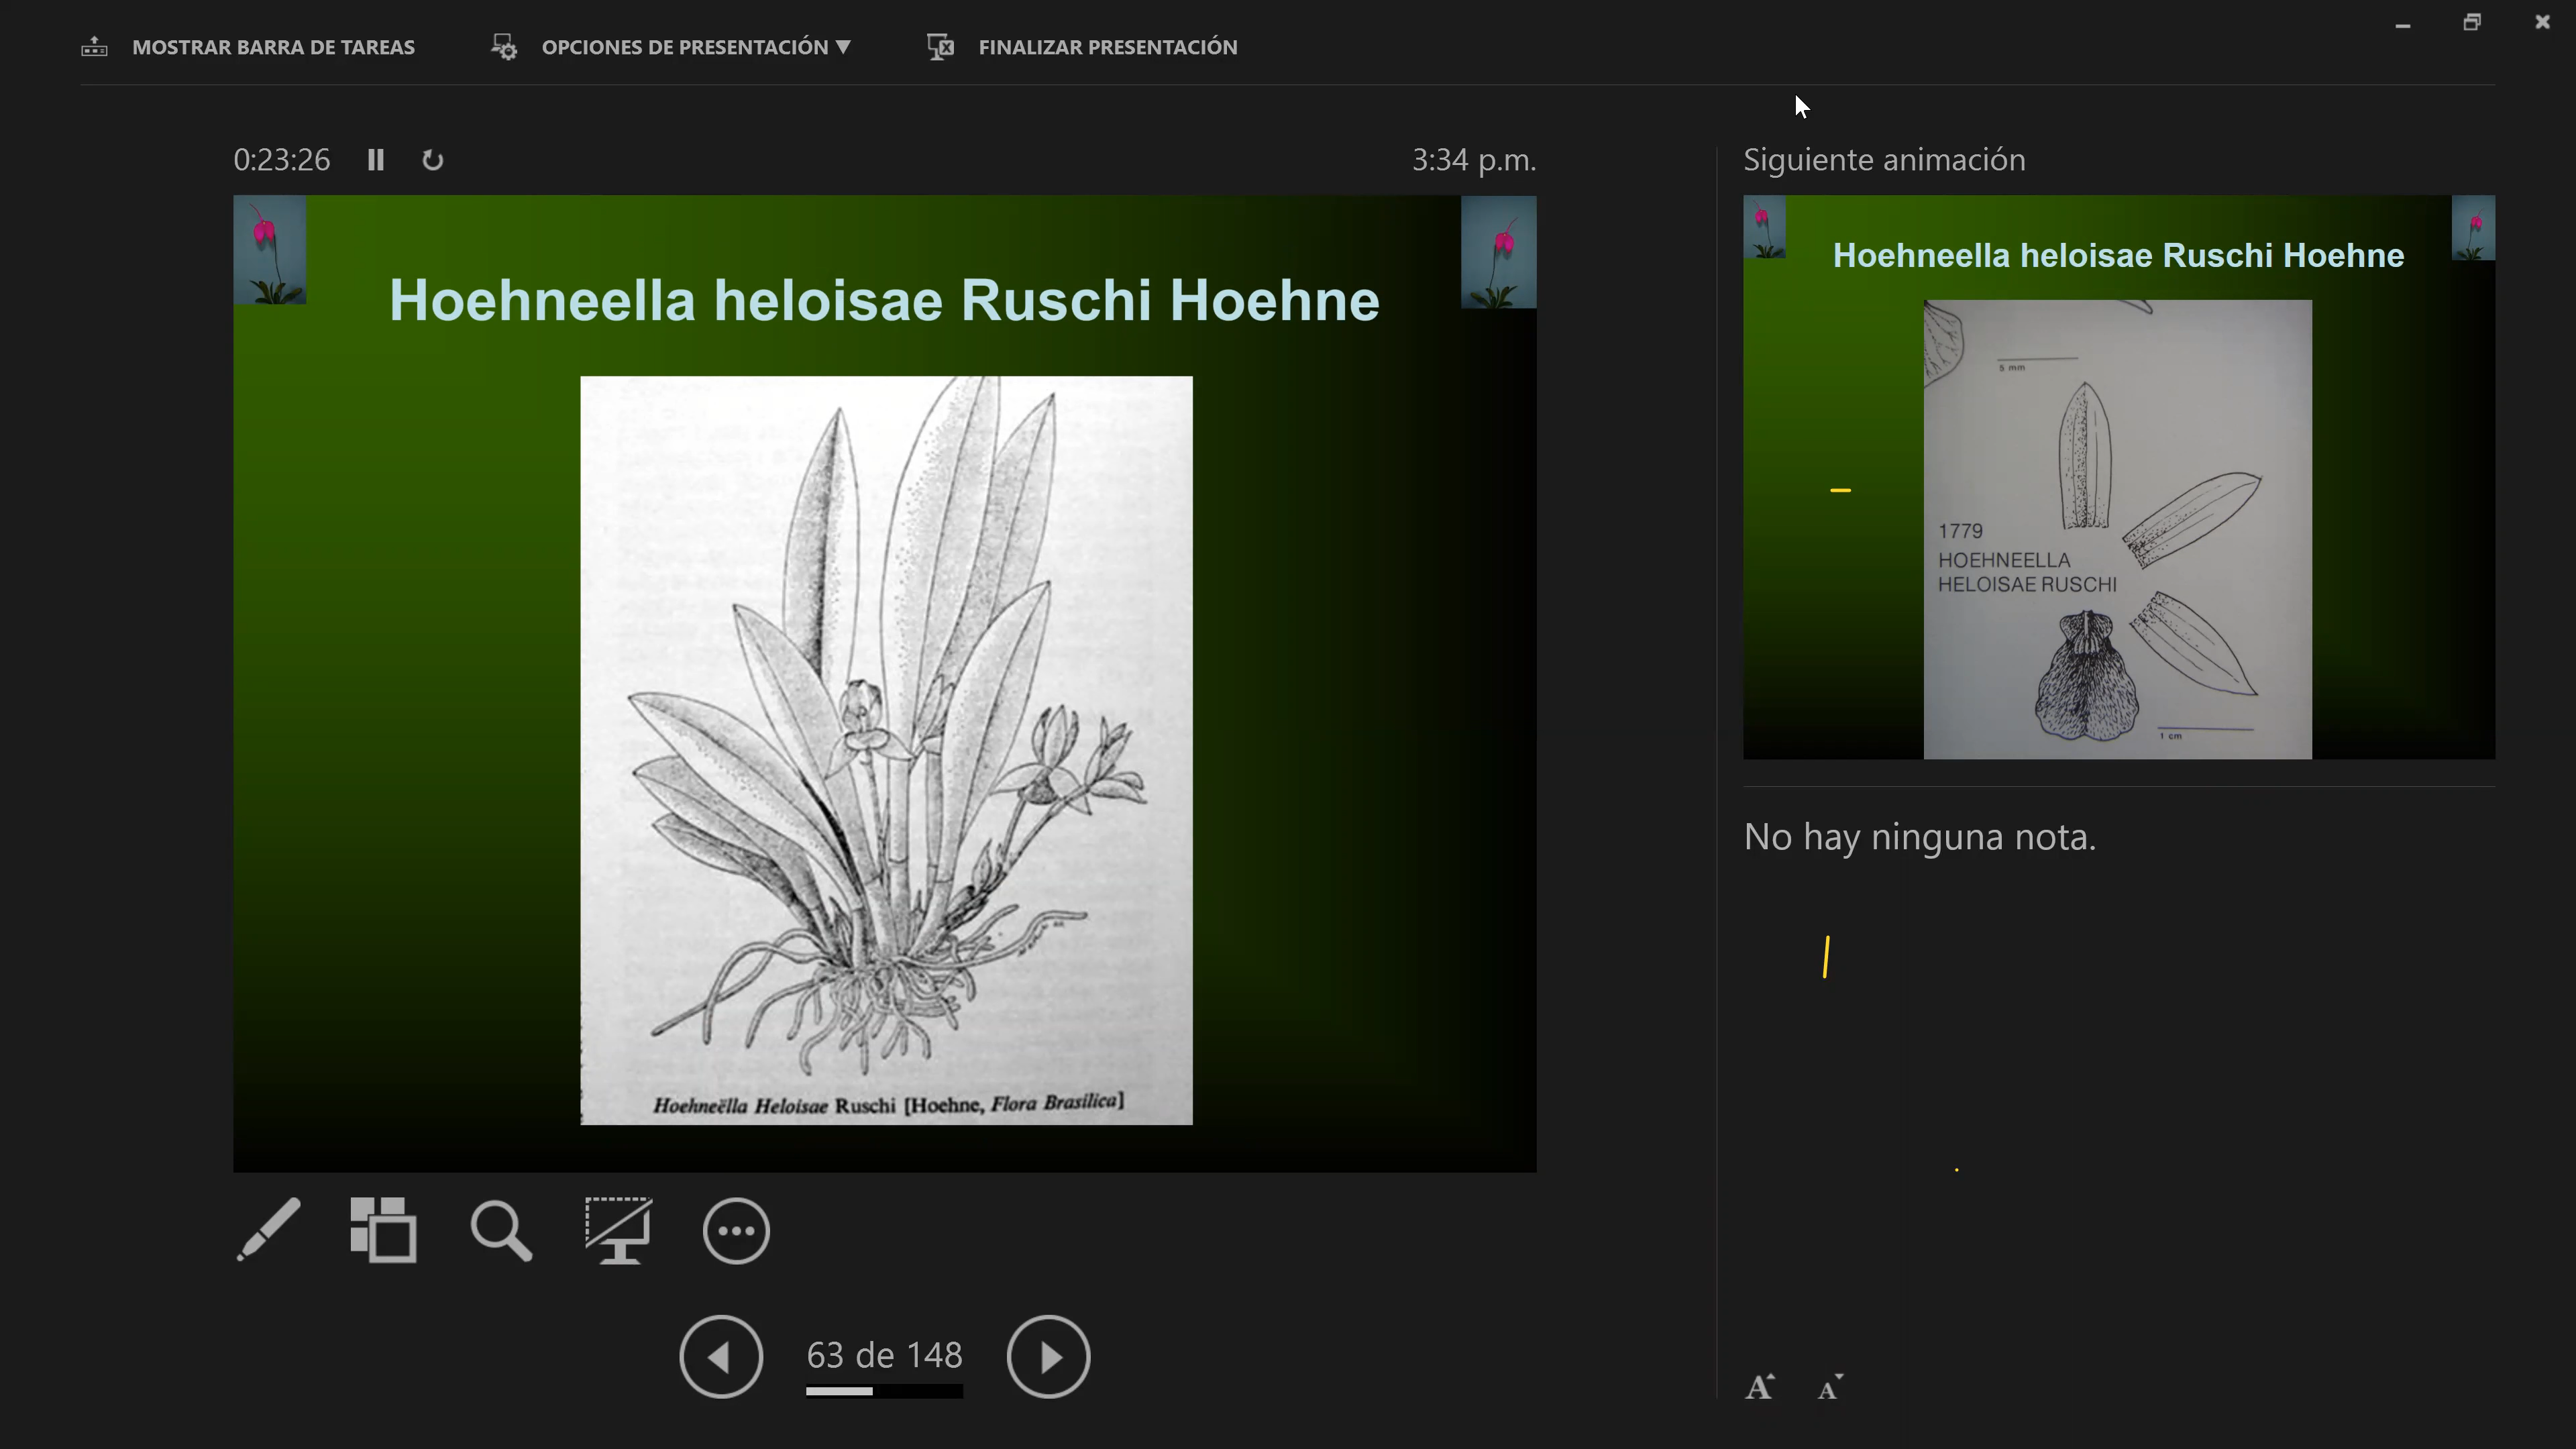 MOSTRAR BARRA DE TAREAS
OPCIONES DE PRESENTACIÓN ▼
FINALIZAR PRESENTACIÓN
0:23:26
3:34 p.m.
Hoehneella heloisae Ruschi Hoehne
Hoehneëlla Heloisae Ruschi [Hoehne, Flora Brasilica]
63 de 148
Siguiente animación
Hoehneella heloisae Ruschi Hoehne
5 mm
1779
HOEHNEELLA
HELOISAE RUSCHI
1 cm
No hay ninguna nota.
A A